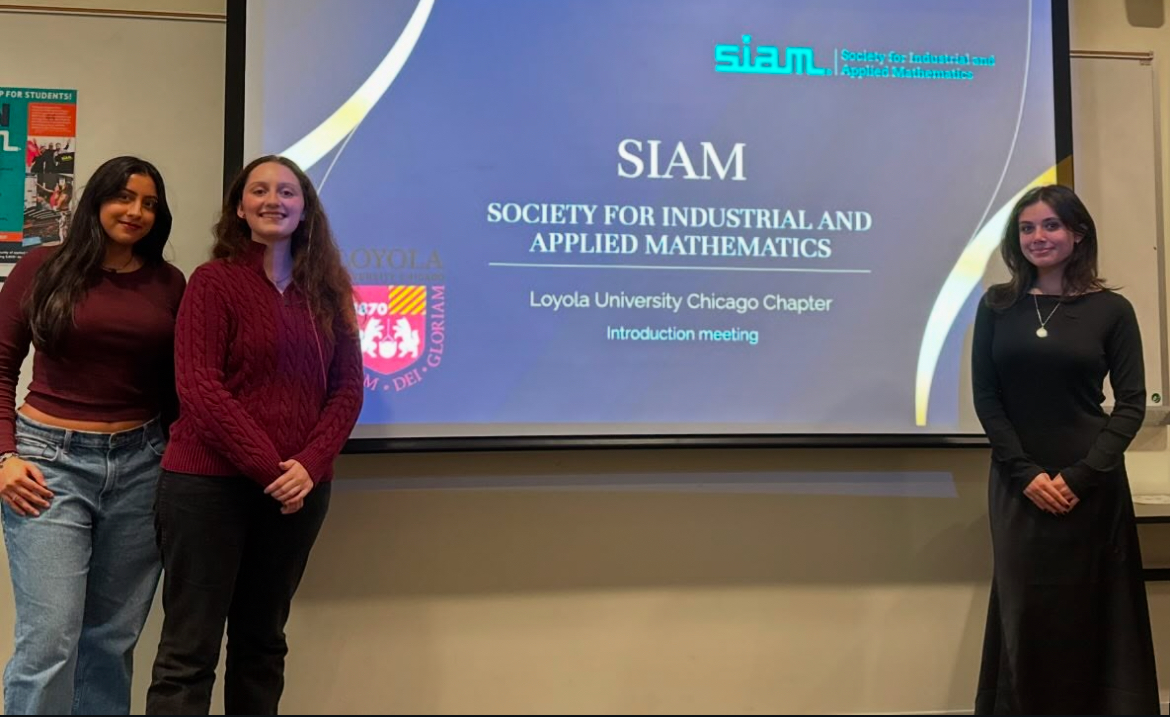 P FOR STUDENTS!
siam
Society for Industrial and
Applied Mathematics
SIAM
SOCIETY FOR INDUSTRIAL AND
APPLIED MATHEMATICS
Loyola University Chicago Chapter
Introduction meeting
LOYOLA
1870
DEI • GLORIAM